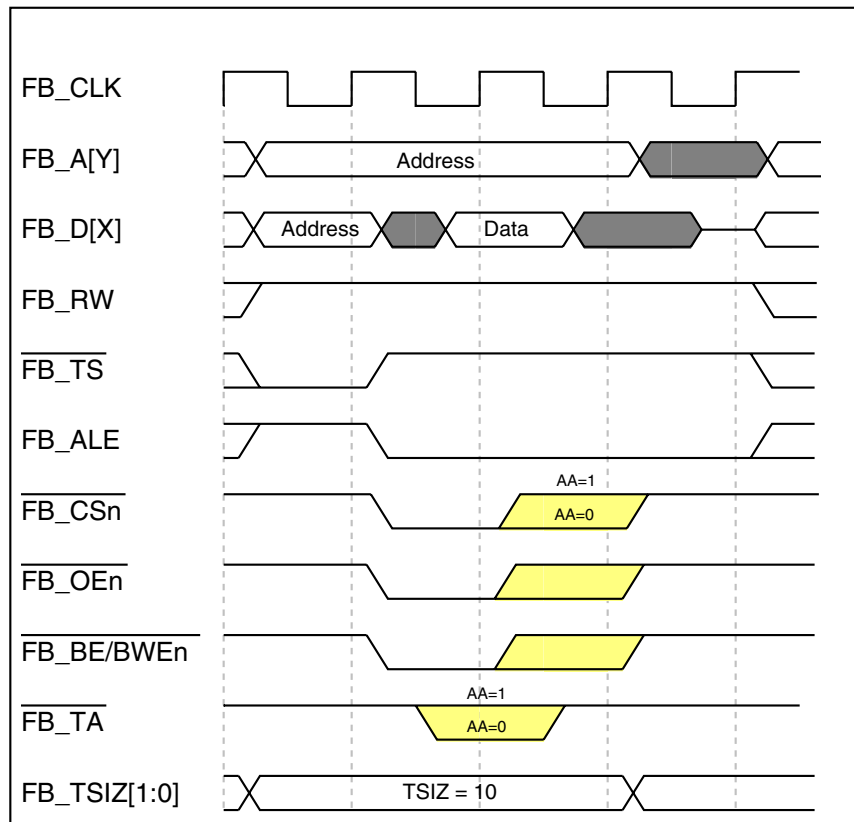 FB_CLK
FB_A[Y]
Address
FB_D[X]
Address
Data
FB_RW
FB_TS
FB_ALE
AA=1
FB_CSn
AA=0
FB_OEn
FB_BE/BWEn
AA=1
FB_TA
AA=0
FB_TSIZ[1:0]
TSIZ = 10